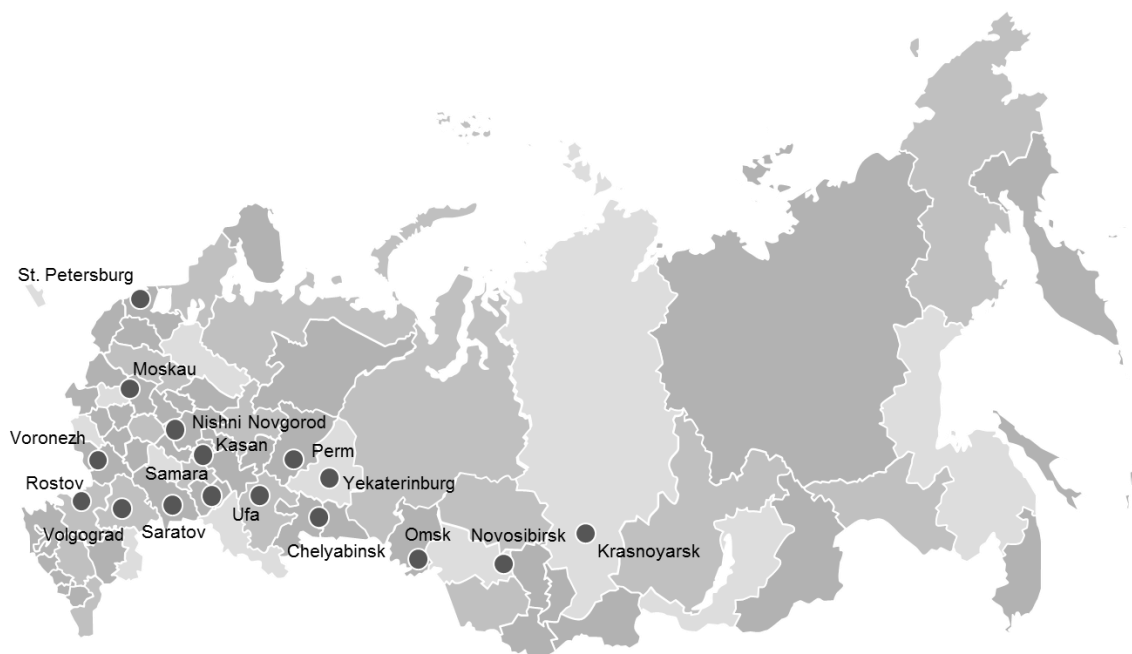 St. Petersburg
Moskau
Nishni Novgorod
Voronezh
Kasan
Perm
Samara
Yekaterinburg
Rostov
Ufa
Volgograd
Saratov
Omsk
Novosibirsk
Chelyabinsk
Krasnoyarsk